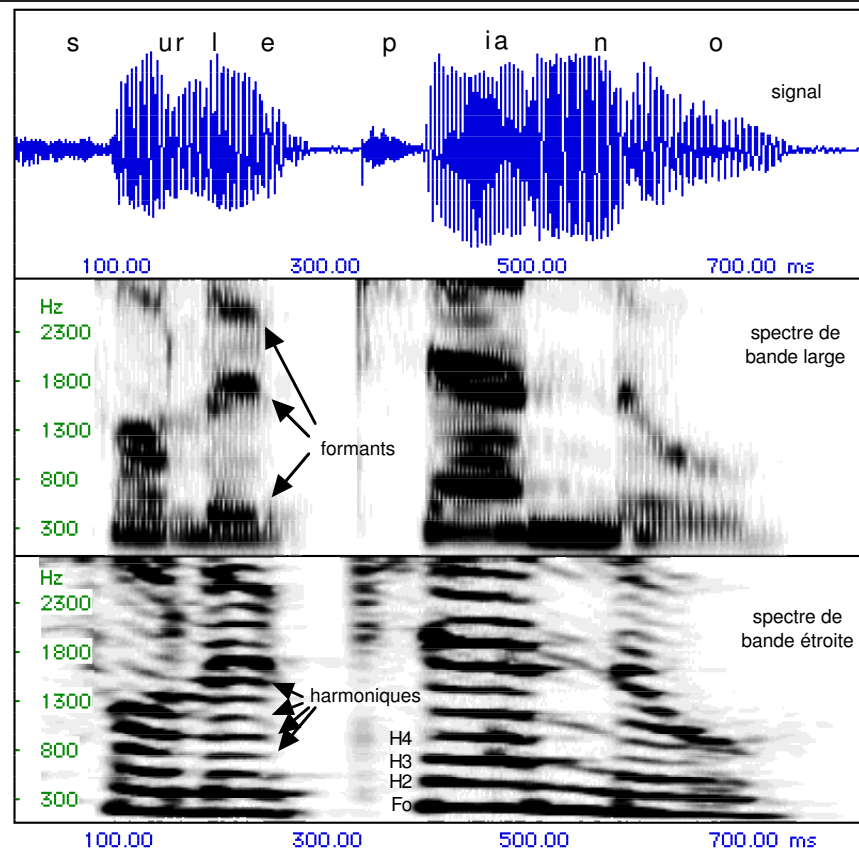 s ur l e p ia n o
signal
100.00 300.00 500.00 700.00 ms
Hz
2300
1800
1300
800
300
spectre de
bande large
formants
Hz
2300
1800
1300
800
300
spectre de
bande étroite
harmoniques
H4
H3
H2
Fo
100.00 300.00 500.00 700.00 ms